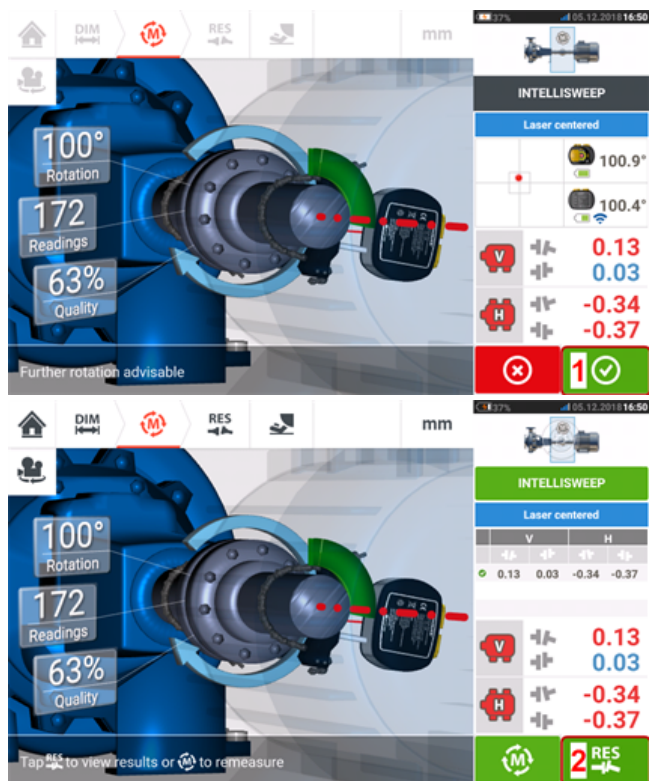 37% 05.12.2018 16:50
DIM
M
RES
mm
INTELLISWEEP
Laser centered
100°
Rotation
100.9°
172
Readings
100.4°
63%
Quality
V
0.13
0.03
H
-0.34
-0.37
Further rotation advisable
1
37% 05.12.2018 16:50
DIM
M
RES
mm
INTELLISWEEP
Laser centered
V H
0.13 0.03 -0.34 -0.37
100°
Rotation
172
Readings
63%
Quality
V
0.13
0.03
H
-0.34
-0.37
Tap RES to view results or M to remeasure
M
2 RES